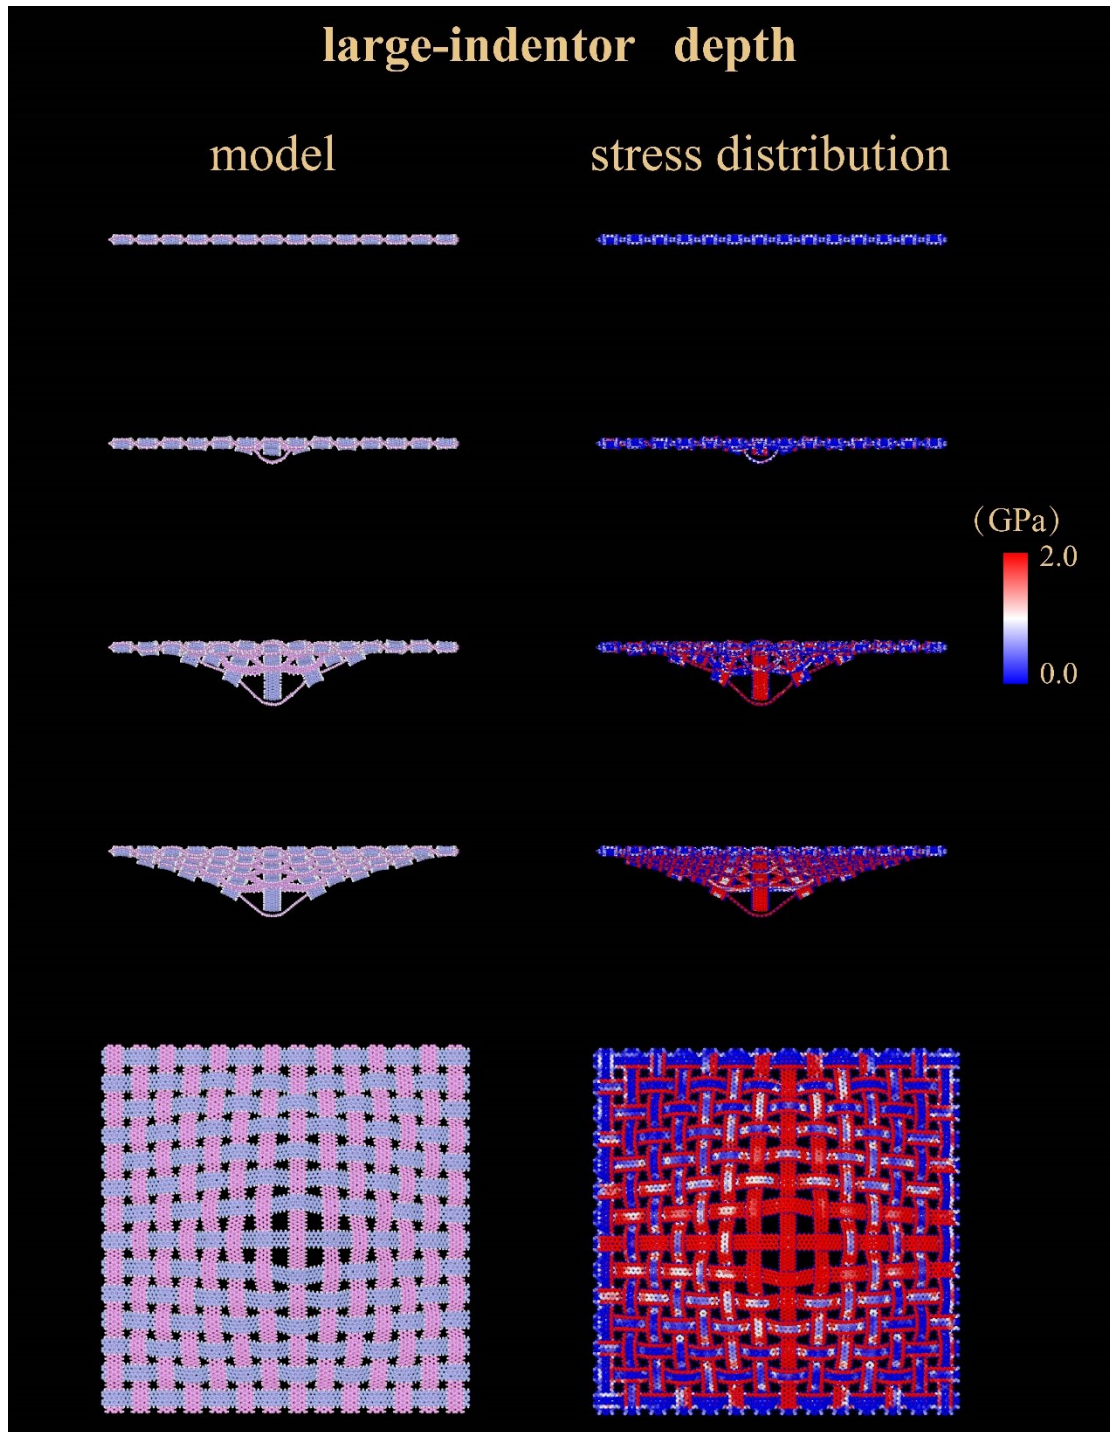 large-indentor depth
model
stress distribution
(GPa)
2.0
0.0